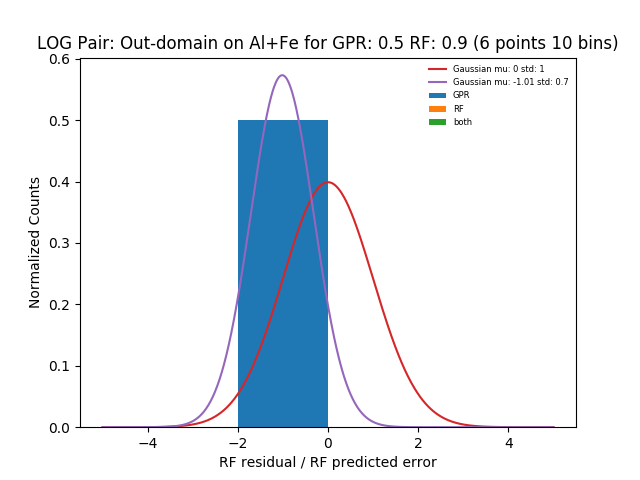 LOG Pair: Out-domain on Al+Fe for GPR: 0.5 RF: 0.9 (6 points 10 bins)
Gaussian mu: 0 std: 1
Gaussian mu: -1.01 std: 0.7
GPR
RF
both
Normalized Counts
0.6
0.5
0.4
0.3
0.2
0.1
0.0
−4 −2 0 2 4
RF residual / RF predicted error